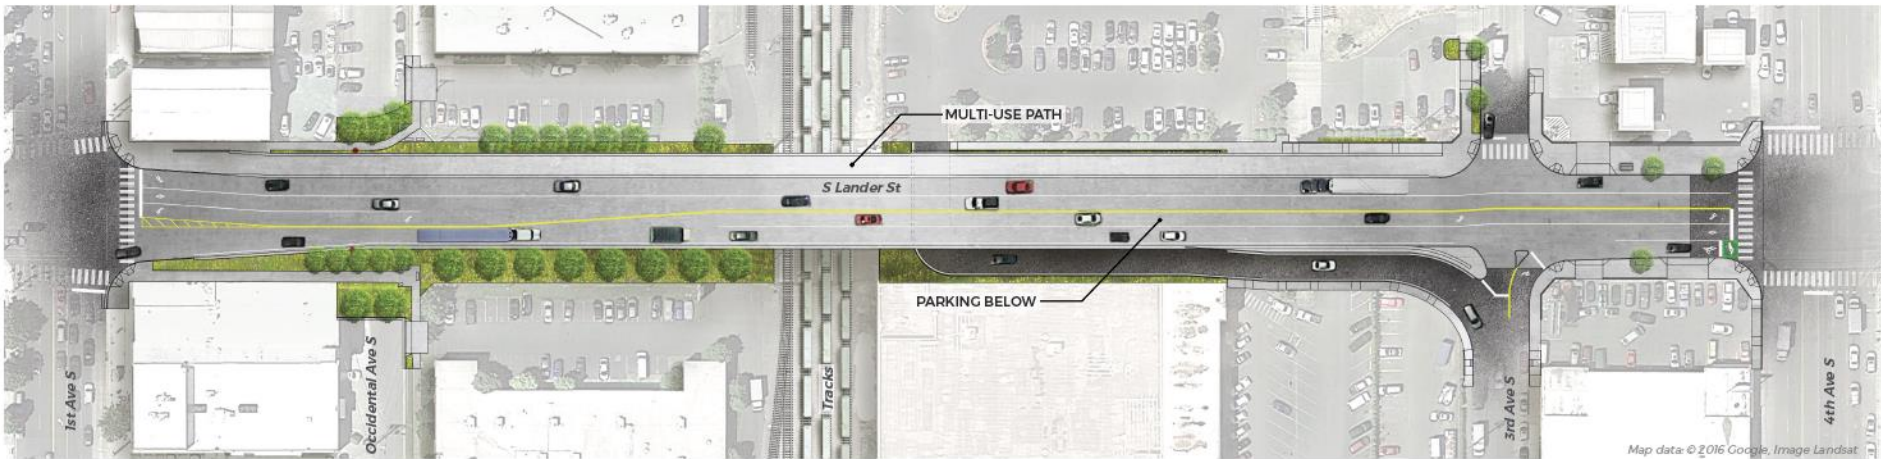 MULTI-USE PATH
S Lander St
PARKING BELOW
1st Ave S
Occidental Ave S
Tracks
3rd Ave S
4th Ave S
Map data: © 2016 Google, Image Landsat